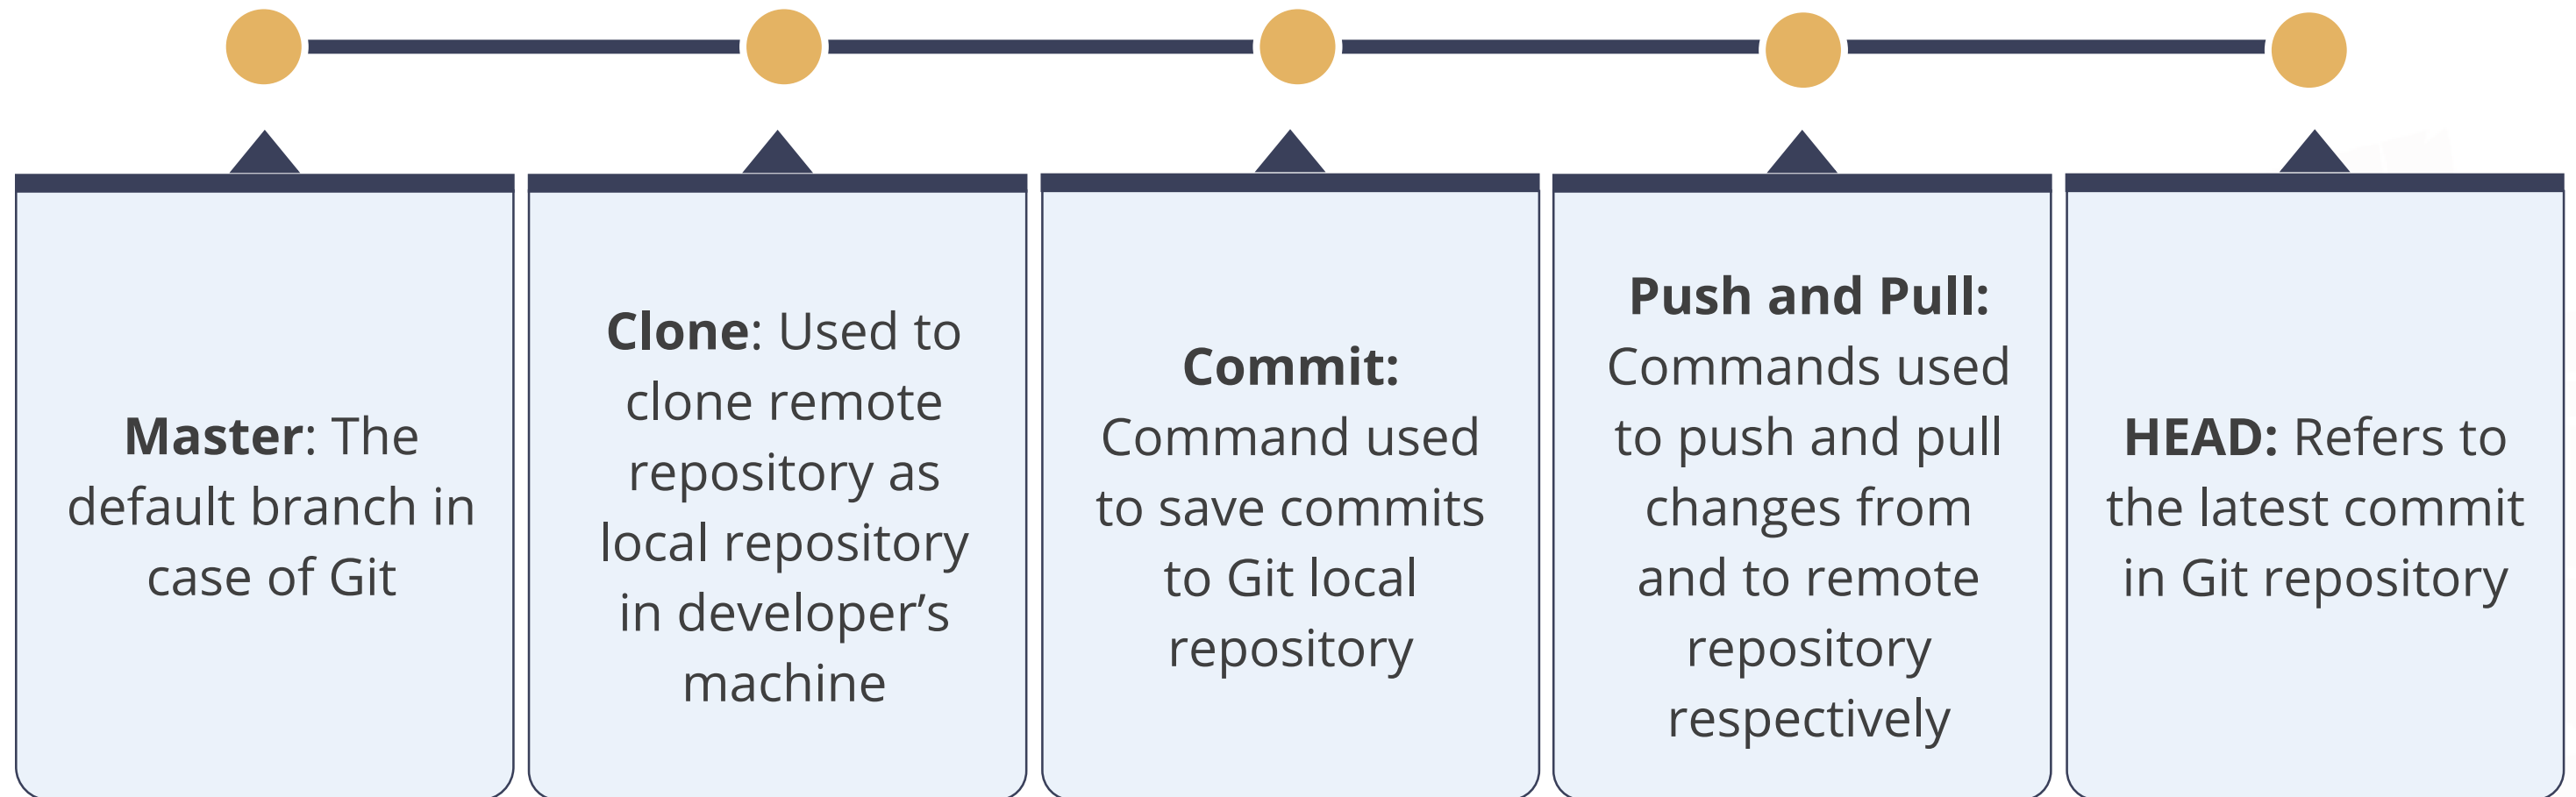 Master: The
default branch in
case of Git
Clone: Used to
clone remote
repository as
local repository
in developer’s
machine
Commit:
Command used
to save commits
to Git local
repository
Push and Pull:
Commands used
to push and pull
changes from
and to remote
repository
respectively
HEAD: Refers to
the latest commit
in Git repository